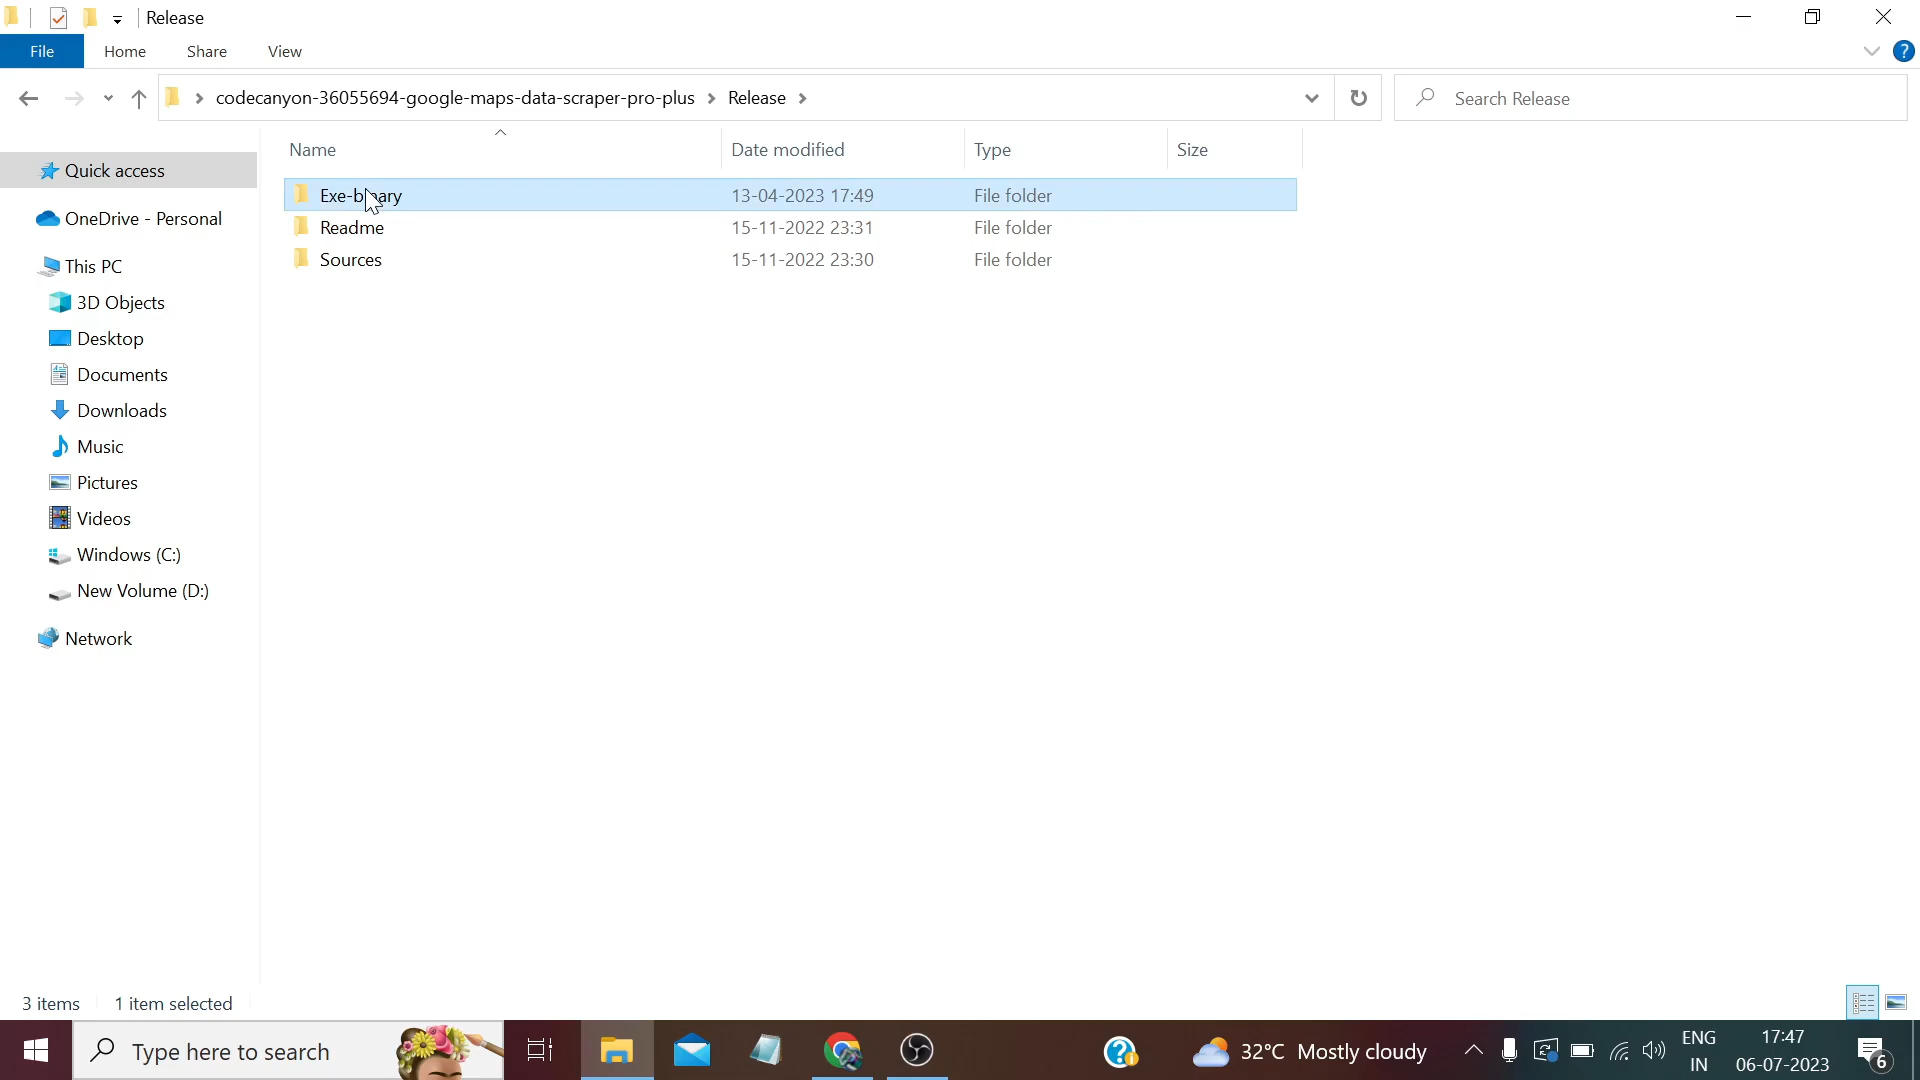 Release
File Home Share View
codecanyon-36055694-google-maps-data-scraper-pro-plus Release
Search Release
Name Date modified Type Size
Quick access
OneDrive - Personal
This PC
3D Objects
Desktop
Documents
Downloads
Music
Pictures
Videos
Windows (C:)
New Volume (D:)
Network
Exe-binary 13-04-2023 17:49 File folder
Readme 15-11-2022 23:31 File folder
Sources 15-11-2022 23:30 File folder
3 items 1 item selected
Type here to search
32°C Mostly cloudy
ENG
IN
17:47
06-07-2023
6